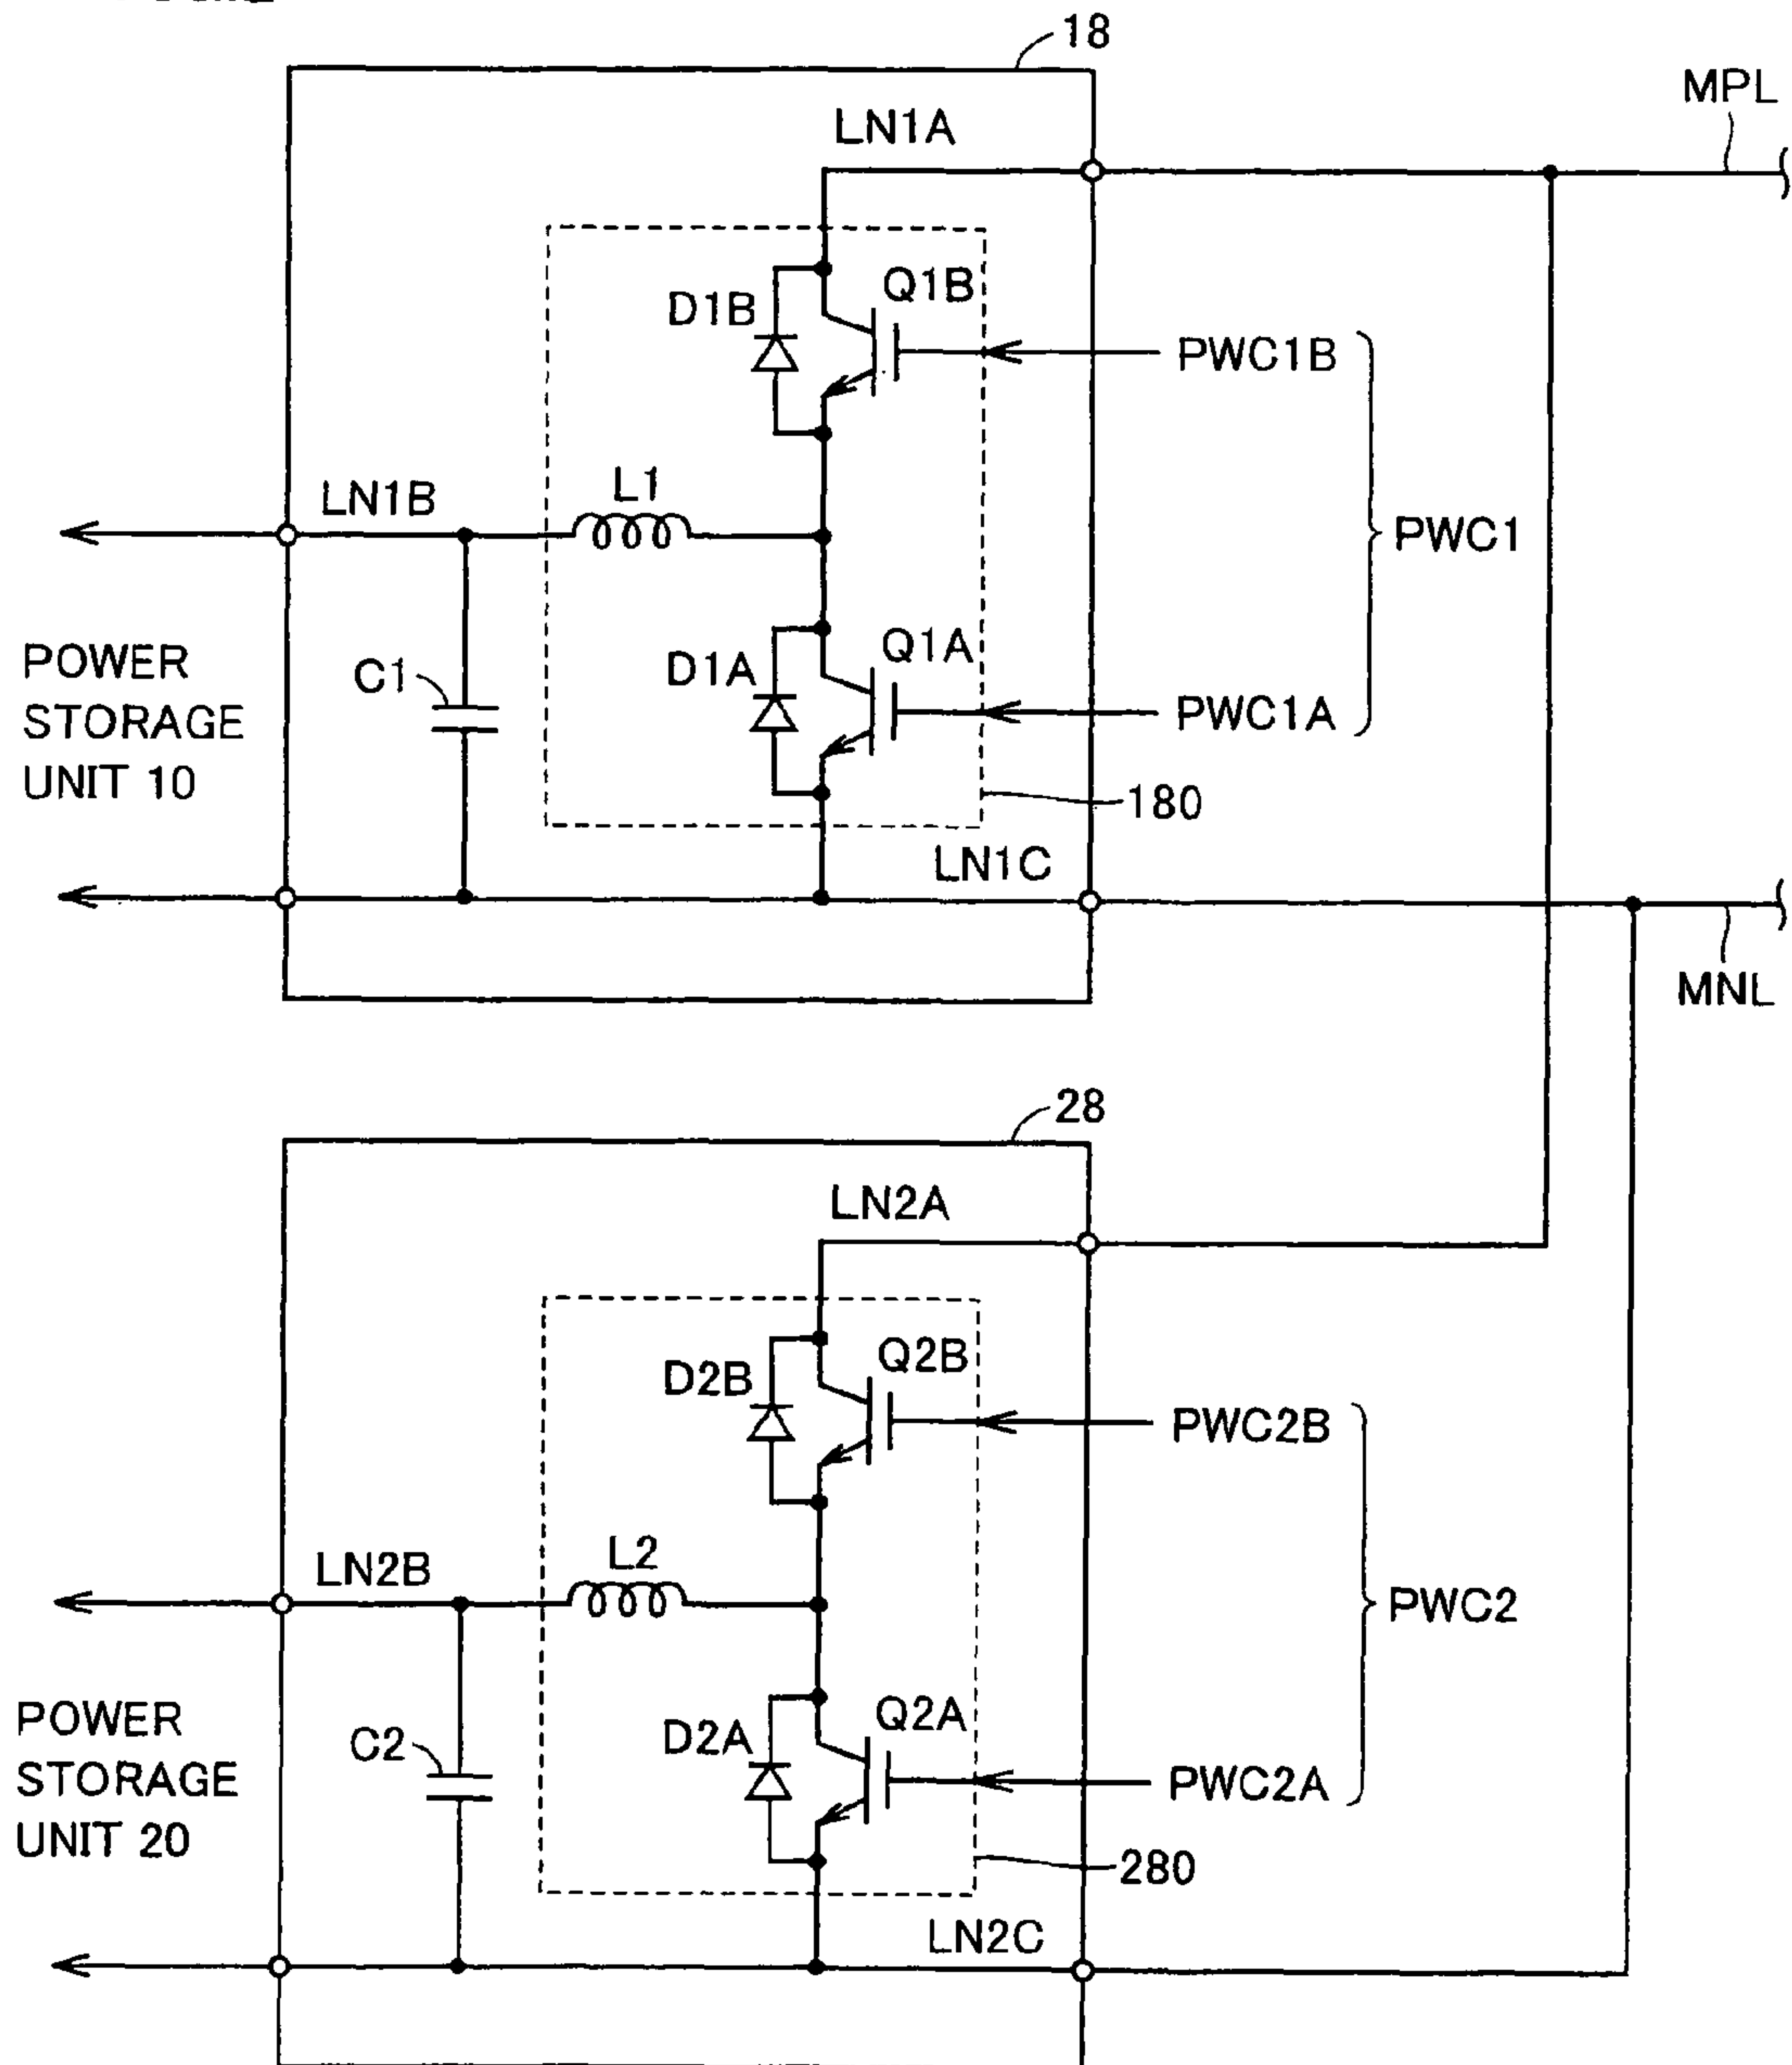 18
MPL
LN1A
Q1B
D1B
PWC1B
L1
LN1B
PWC1
Q1A
D1A
C1
PWC1A
POWER
STORAGE
UNIT 10
180
LN1C
MNL
28
LN2A
Q2B
D2B
PWC2B
L2
LN2B
PWC2
Q2A
D2A
C2
PWC2A
POWER
STORAGE
UNIT 20
280
LN2C